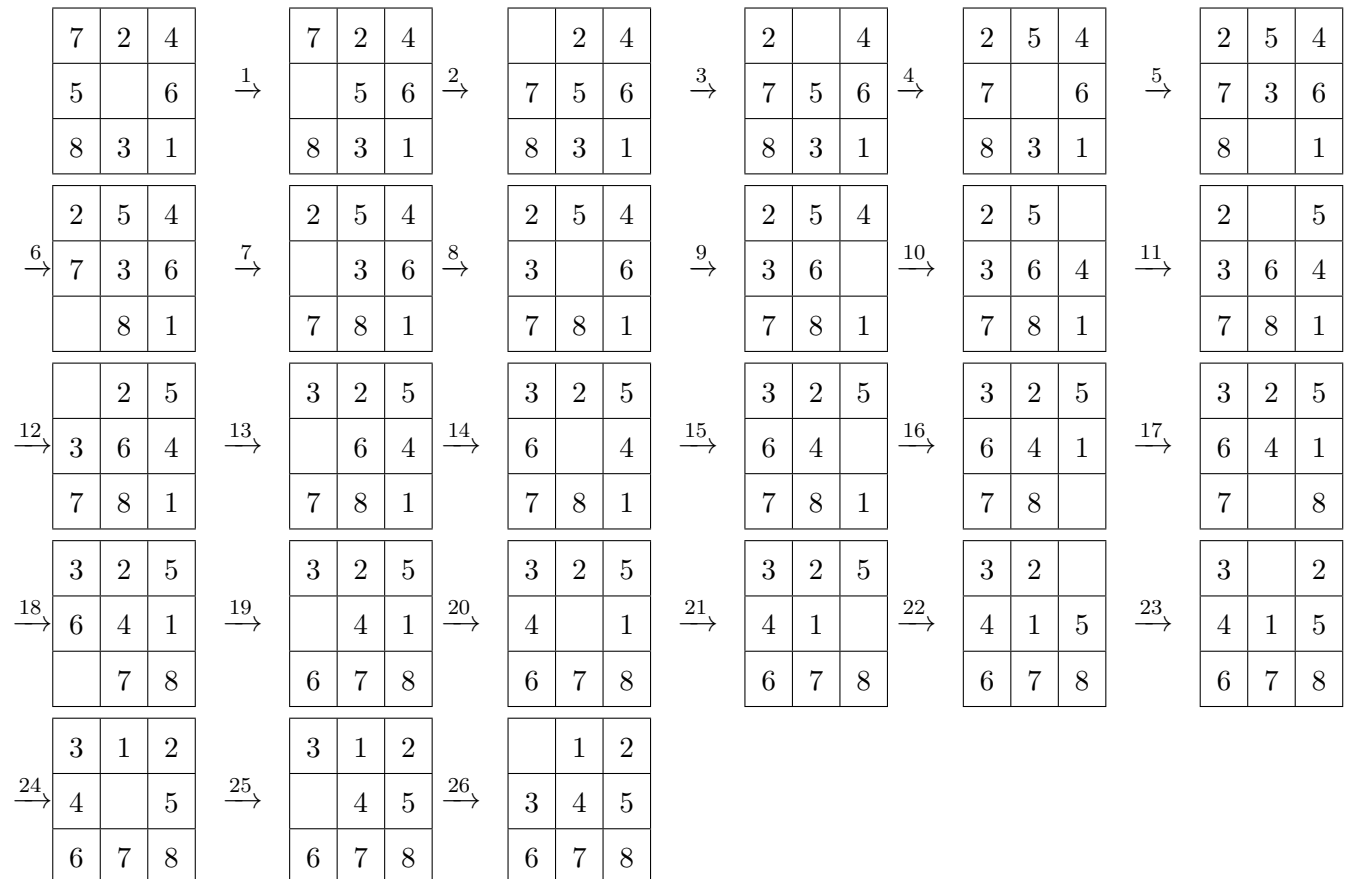 7 2 4 7 2 4 2 4 2 4 2 5 4 2 5 4
5 6 1→ 5 6 2→ 7 5 6 3→ 7 5 6 4→ 7 6 5→ 7 3 6
8 3 1 8 3 1 8 3 1 8 3 1 8 3 1 8 1
2 5 4 2 5 4 2 5 4 2 5 4 2 5 2 5
6→ 7 3 6 7→ 3 6 8→ 3 6 9→ 3 6 10→ 3 6 4 11→ 3 6 4
8 1 7 8 1 7 8 1 7 8 1 7 8 1 7 8 1
2 5 3 2 5 3 2 5 3 2 5 3 2 5 3 2 5
12→ 3 6 4 13→ 6 4 14→ 6 4 15→ 6 4 16→ 6 4 1 17→ 6 4 1
7 8 1 7 8 1 7 8 1 7 8 1 7 8 7 8
3 2 5 3 2 5 3 2 5 3 2 5 3 2 3 2
18→ 6 4 1 19→ 4 1 20→ 4 1 21→ 4 1 22→ 4 1 5 23→ 4 1 5
7 8 6 7 8 6 7 8 6 7 8 6 7 8 6 7 8
3 1 2 3 1 2 1 2
24→ 4 5 25→ 4 5 26→ 3 4 5
6 7 8 6 7 8 6 7 8